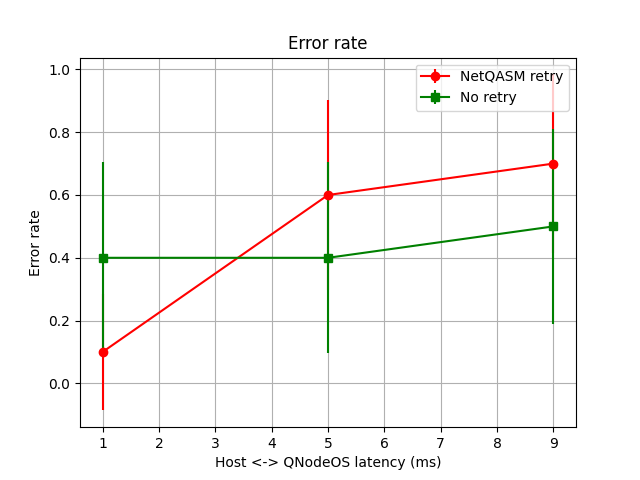 Error rate
NetQASM retry
No retry
Error rate
1.0
0.8
0.6
0.4
0.2
0.0
1 2 3 4 5 6 7 8 9
Host <-> QNodeOS latency (ms)